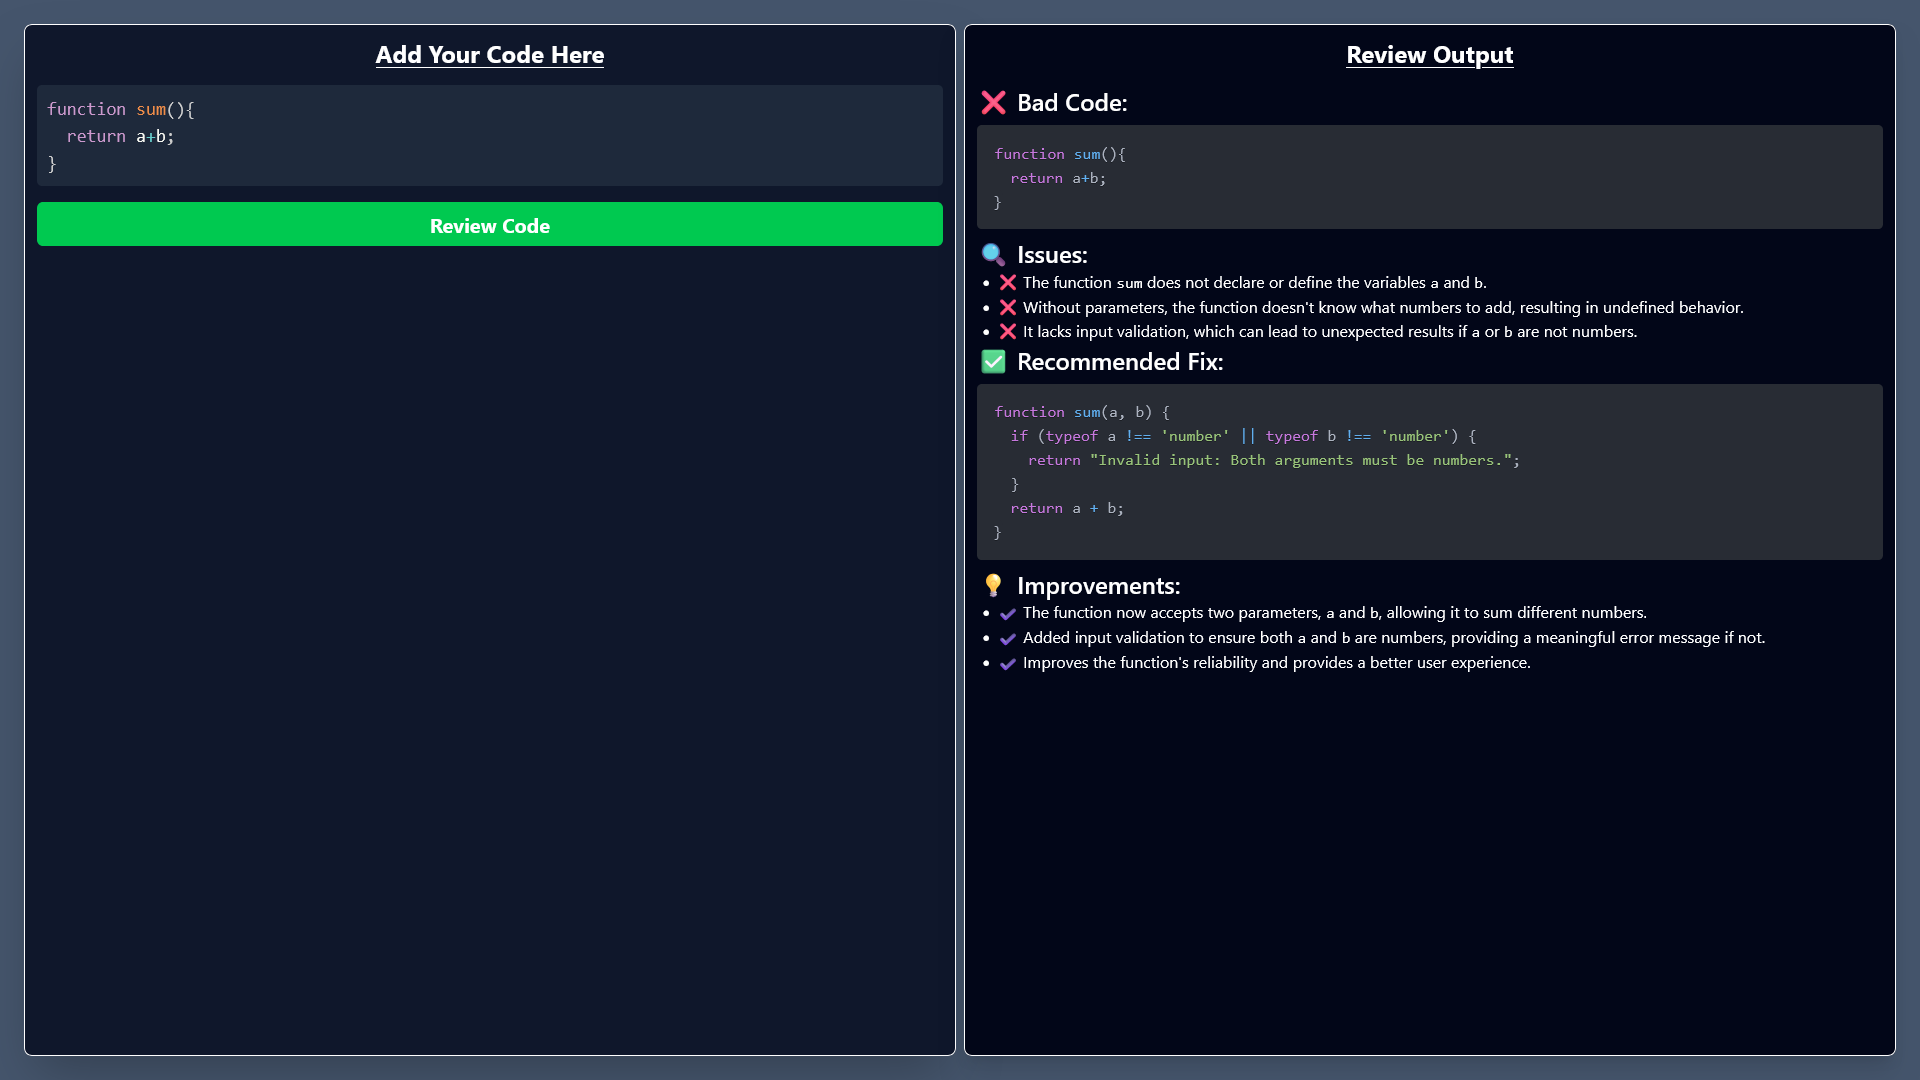 Add Your Code Here
function sum(){
  return a+b;
}
Review Code
Review Output
❌ Bad Code:
function sum(){
  return a+b;
}
🔍 Issues:
• ❌ The function sum does not declare or define the variables a and b.
• ❌ Without parameters, the function doesn't know what numbers to add, resulting in undefined behavior.
• ❌ It lacks input validation, which can lead to unexpected results if a or b are not numbers.
✅ Recommended Fix:
function sum(a, b) {
  if (typeof a !== 'number' || typeof b !== 'number') {
    return "Invalid input: Both arguments must be numbers.";
  }
  return a + b;
}
💡 Improvements:
• ✔ The function now accepts two parameters, a and b, allowing it to sum different numbers.
• ✔ Added input validation to ensure both a and b are numbers, providing a meaningful error message if not.
• ✔ Improves the function's reliability and provides a better user experience.